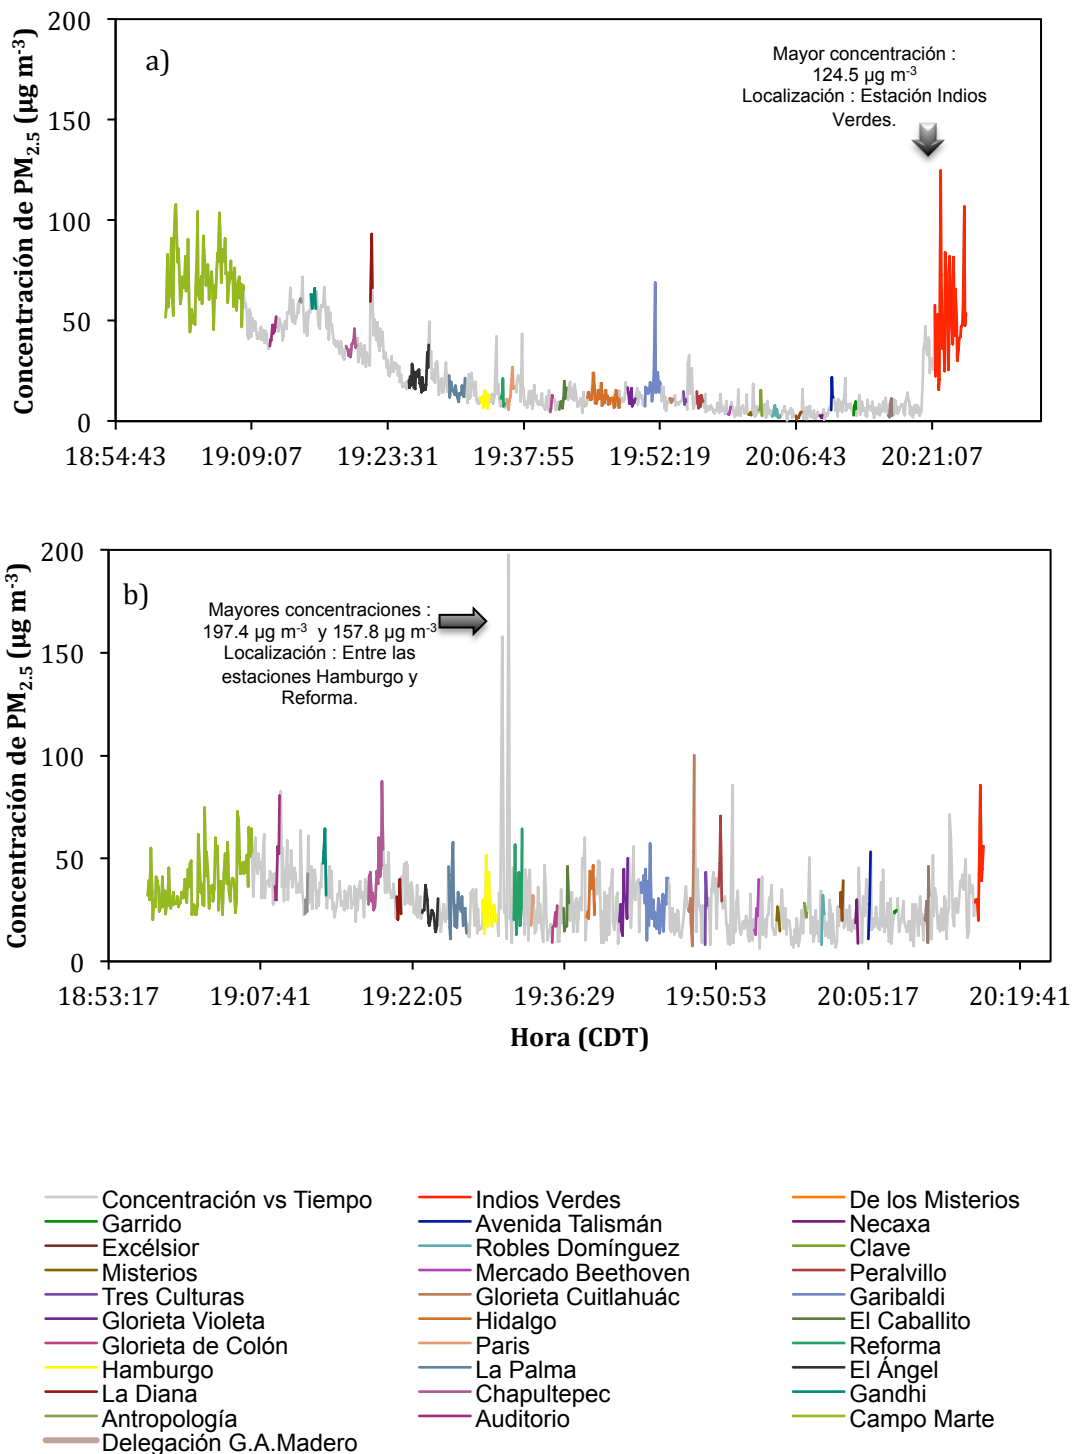 200
150
100
50
0
Concentración de PM2.5 (µg m-3)
a)
Mayor concentración :
124.5 µg m-3
Localización : Estación Indios
Verdes.
18:54:43 19:09:07 19:23:31 19:37:55 19:52:19 20:06:43 20:21:07
200
150
100
50
0
Concentración de PM2.5 (µg m-3)
b)
Mayores concentraciones :
197.4 µg m-3 y 157.8 µg m-3
Localización : Entre las
estaciones Hamburgo y
Reforma.
18:53:17 19:07:41 19:22:05 19:36:29 19:50:53 20:05:17 20:19:41
Hora (CDT)
Concentración vs Tiempo Indios Verdes De los Misterios
Garrido Avenida Talismán Necaxa
Excélsior Robles Domínguez Clave
Misterios Mercado Beethoven Peralvillo
Tres Culturas Glorieta Cuitlahuác Garibaldi
Glorieta Violeta Hidalgo El Caballito
Glorieta de Colón Paris Reforma
Hamburgo La Palma El Ángel
La Diana Chapultepec Gandhi
Antropología Auditorio Campo Marte
Delegación G.A.Madero